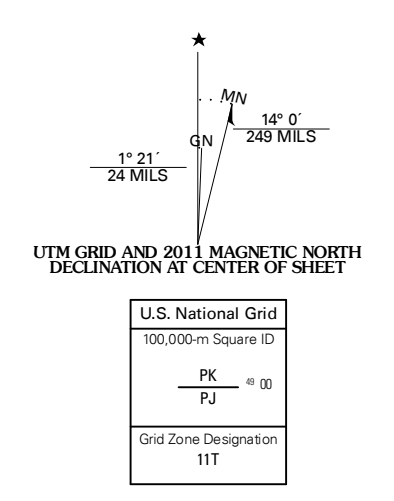 ★
MN
GN
14° 0´
249 MILS
1° 21´
24 MILS
UTM GRID AND 2011 MAGNETIC NORTH
DECLINATION AT CENTER OF SHEET
U.S. National Grid
100,000-m Square ID
PK
49 00
PJ
Grid Zone Designation
11T